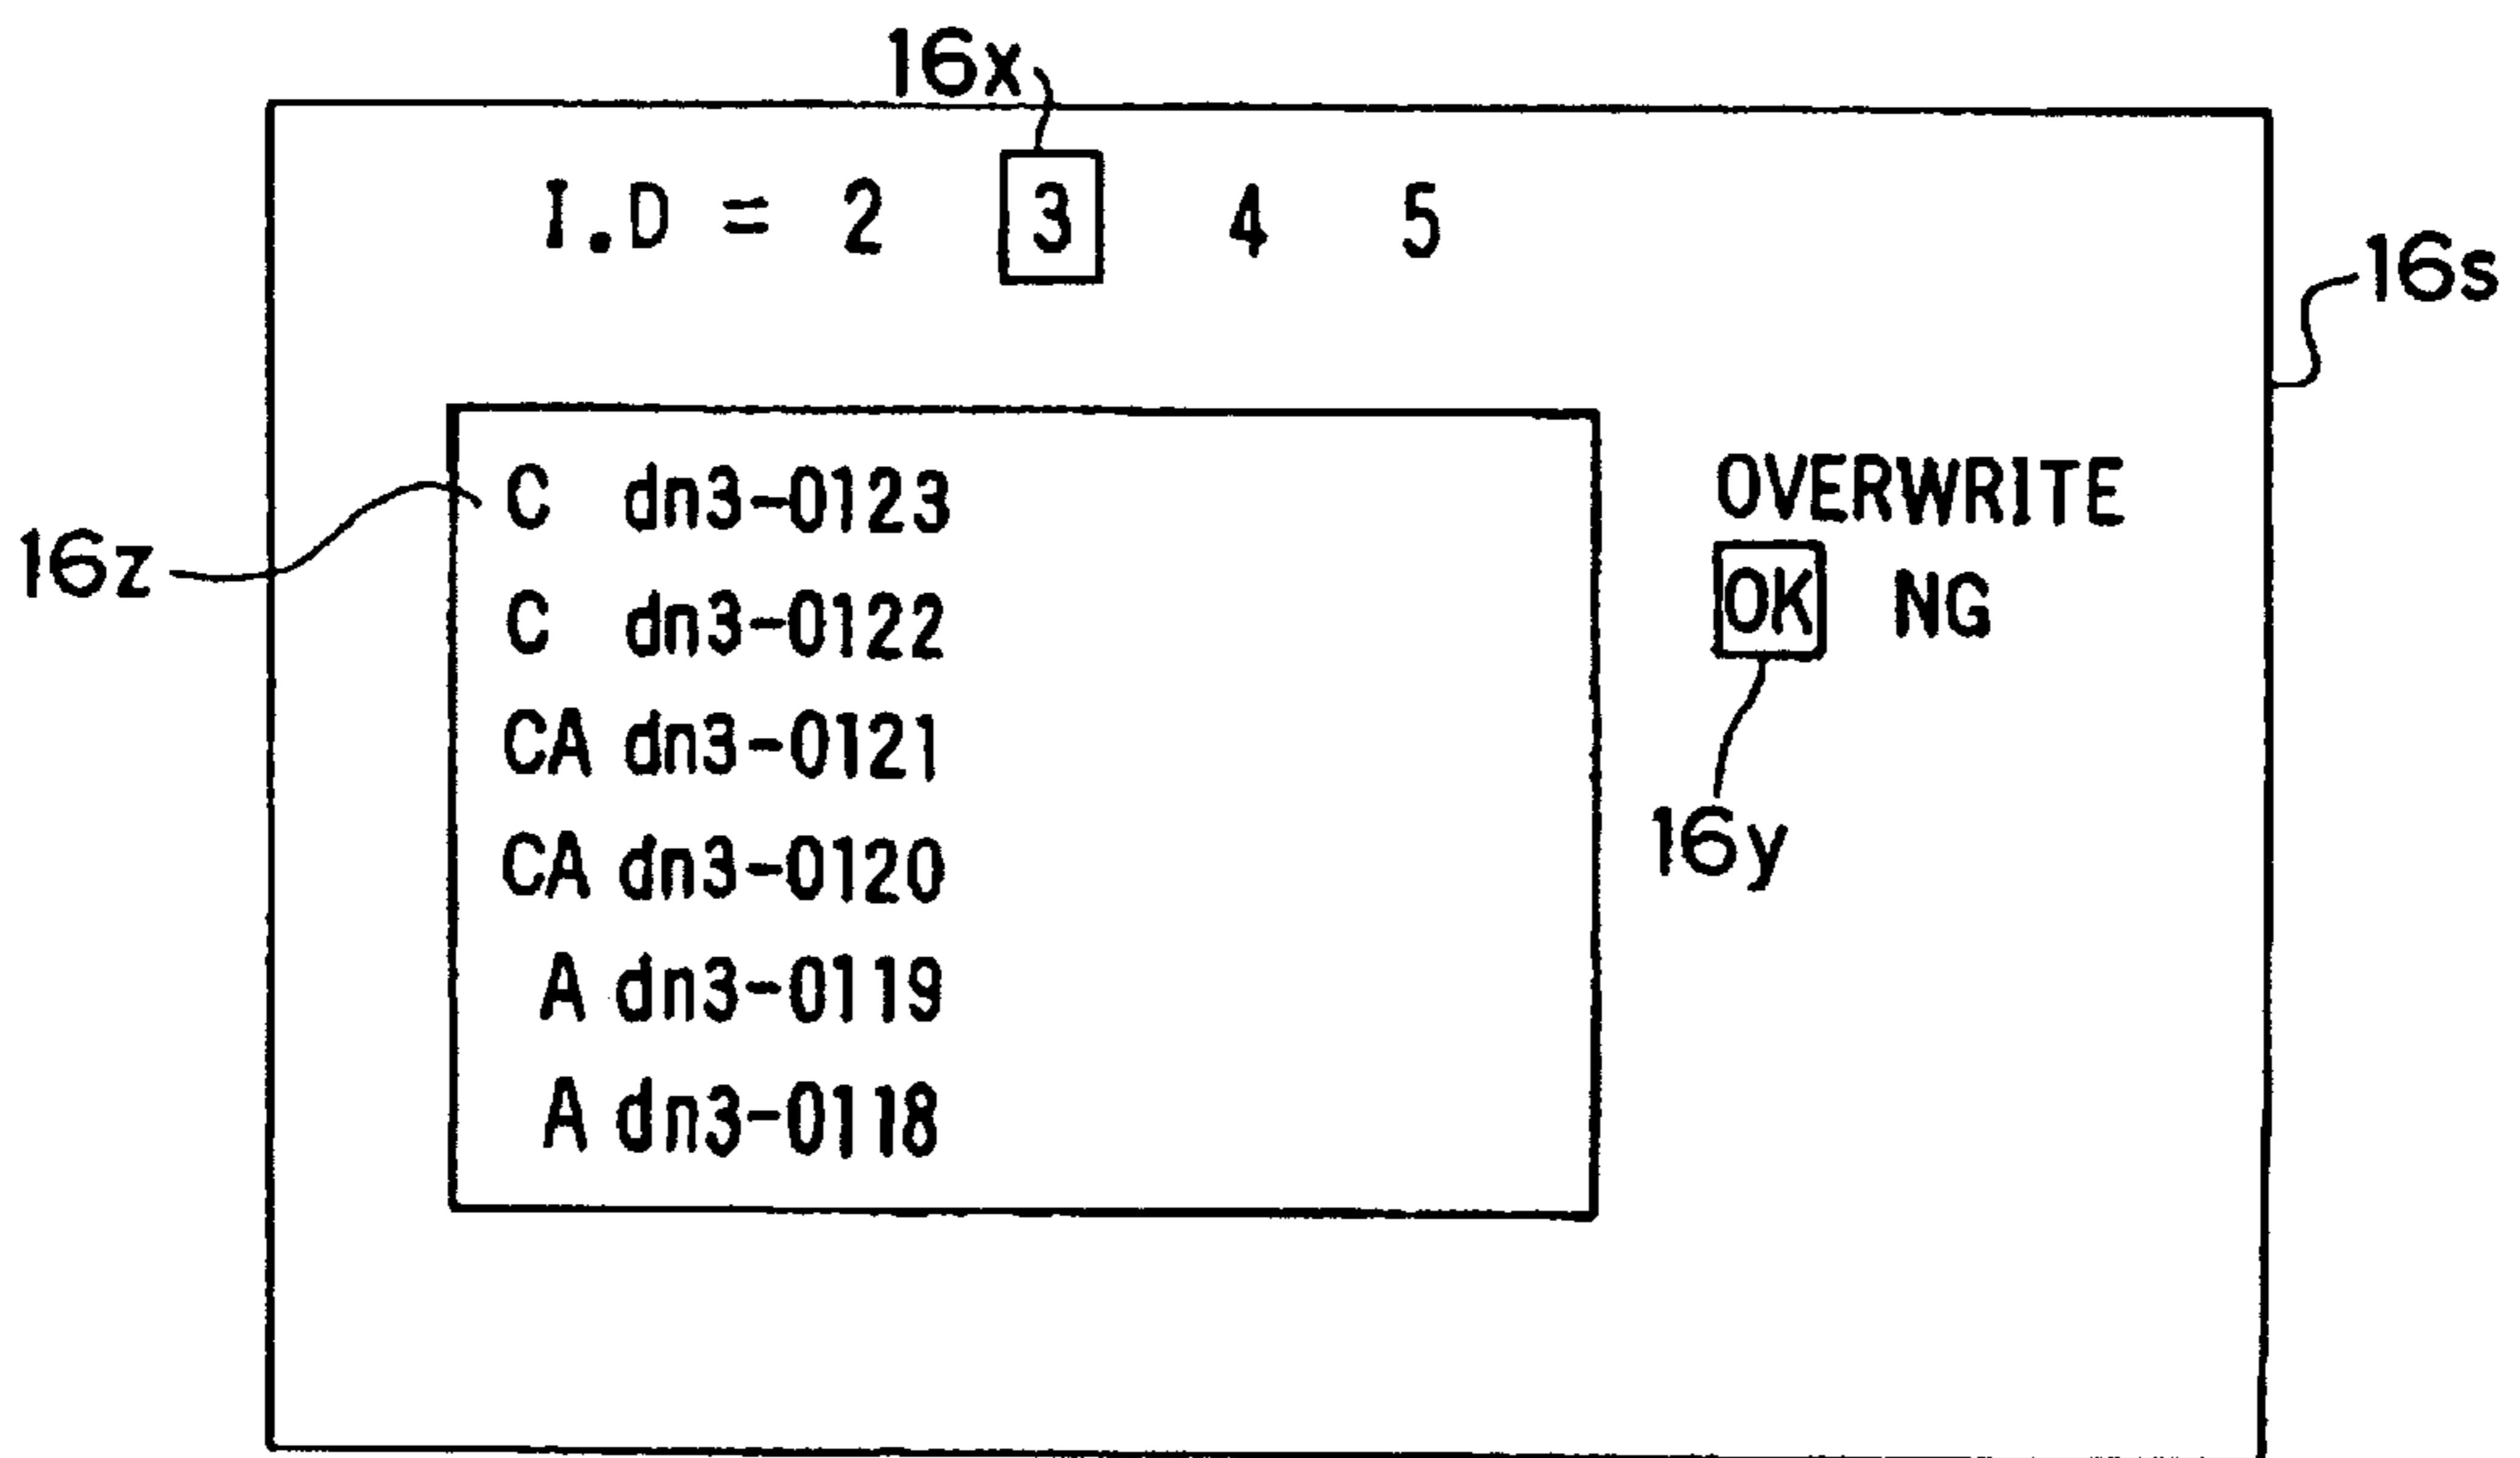 16x
I.D = 2 3 4 5
16s
C dn3-0123
C dn3-0122
CA dn3-0121
CA dn3-0120
A dn3-0119
A dn3-0118
OVERWRITE
OK NG
16z
16y